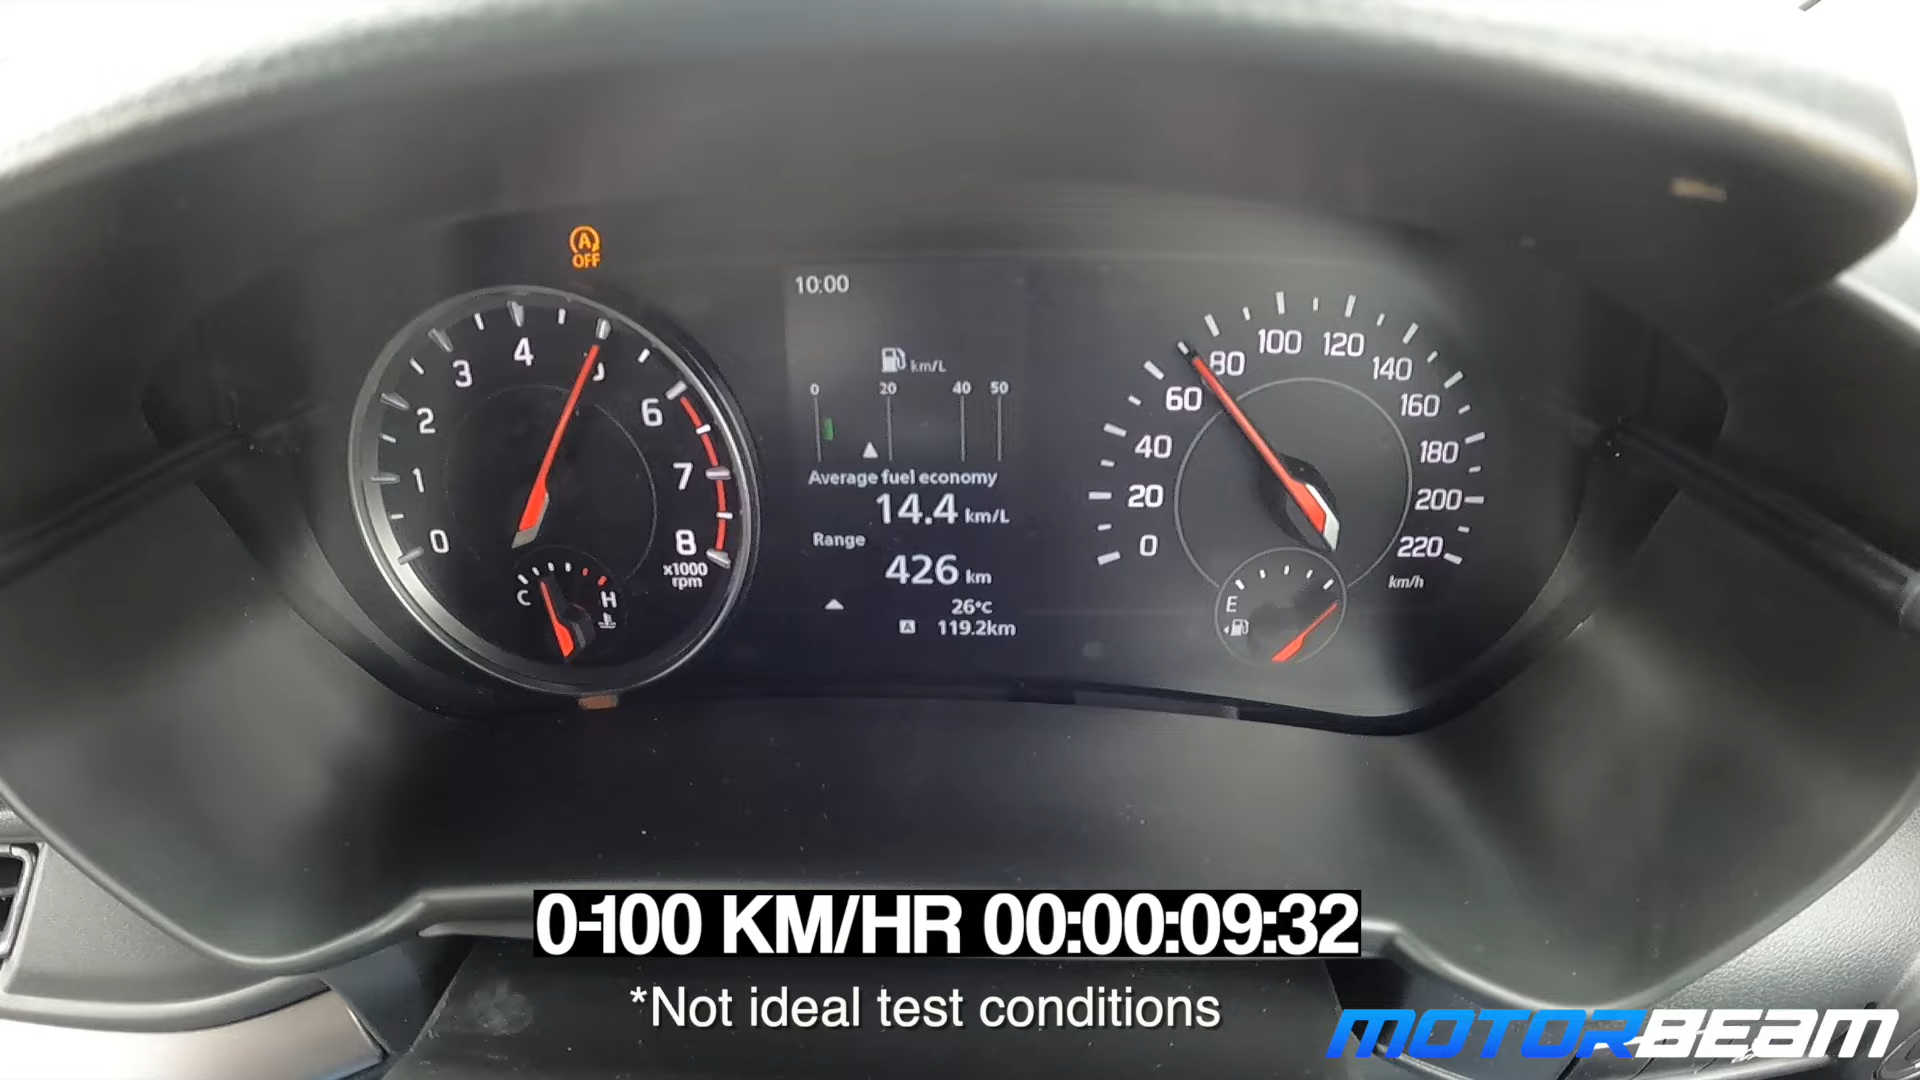 A
OFF
10:00
km/L
0 20 40 50
Average fuel economy
14.4 km/L
Range
426 km
26°C
A 119.2km
0 1 2 3 4 5 6 7 8
x1000
rpm
C H
0 20 40 60 80 100 120 140 160 180 200 220
km/h
E
0-100 KM/HR 00:00:09:32
*Not ideal test conditions
MOTORBEAM